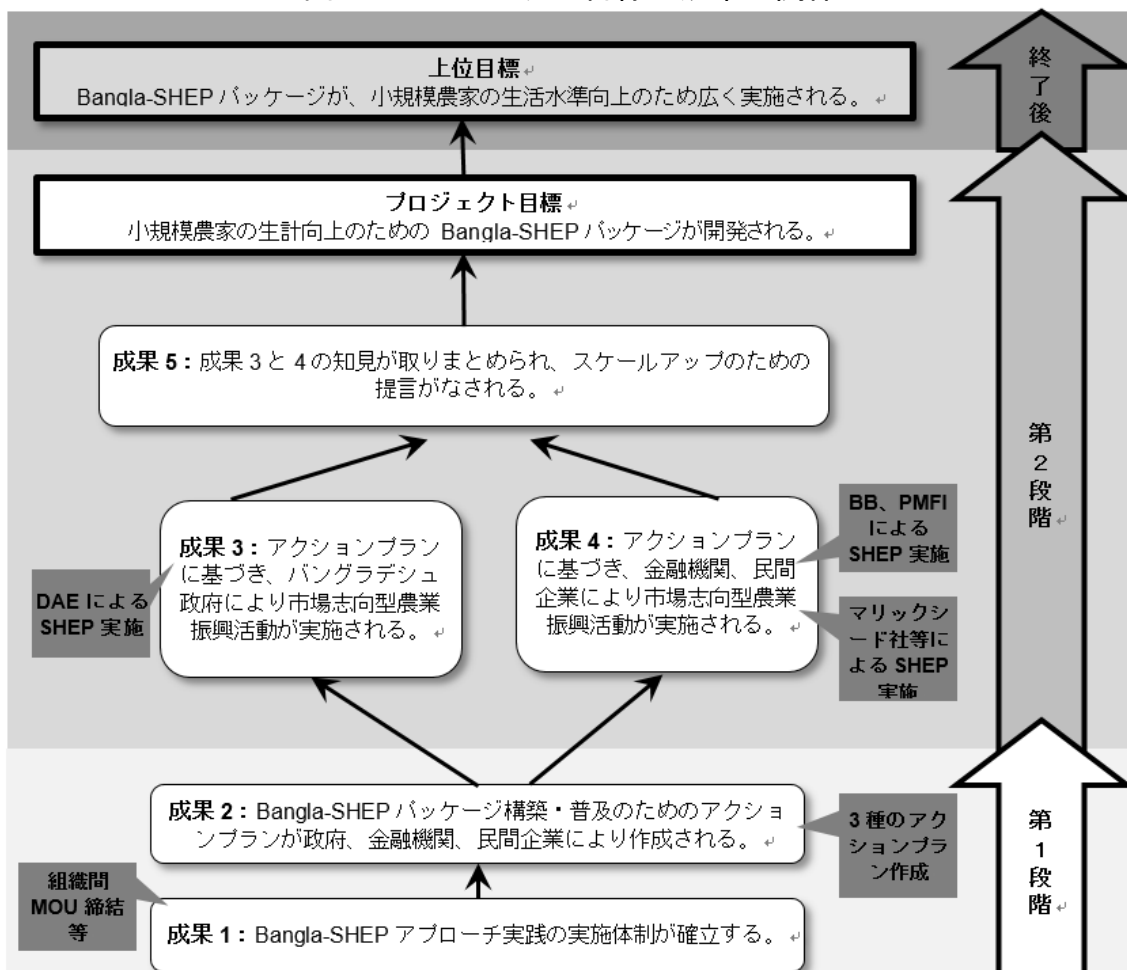 上位目標↵
Bangla-SHEP パッケージが、小規模農家の生活水準向上のため広く実施される。↵
終了後
プロジェクト目標↵
小規模農家の生計向上のための Bangla-SHEP パッケージが開発される。↵
成果 5：成果 3 と 4 の知見が取りまとめられ、スケールアップのための
提言がなされる。↵
第２段階↵
成果 3：アクションプラン
に基づき、バングラデシュ
政府により市場志向型農業
振興活動が実施される。↵
DAE による
SHEP 実施
成果 4：アクションプラン
に基づき、金融機関、民間
企業により市場志向型農業
振興活動が実施される。↵
BB、PMFI
による
SHEP 実施
マリックシ
ード社等に
よる SHEP
実施
成果 2：Bangla-SHEP パッケージ構築・普及のためのアクショ
ンプランが政府、金融機関、民間企業により作成される。↵
3 種のアク
ションプラ
ン作成
第１段階↵
組織間
MOU 締結
等
成果 1：Bangla-SHEP アプローチ実践の実施体制が確立する。↵